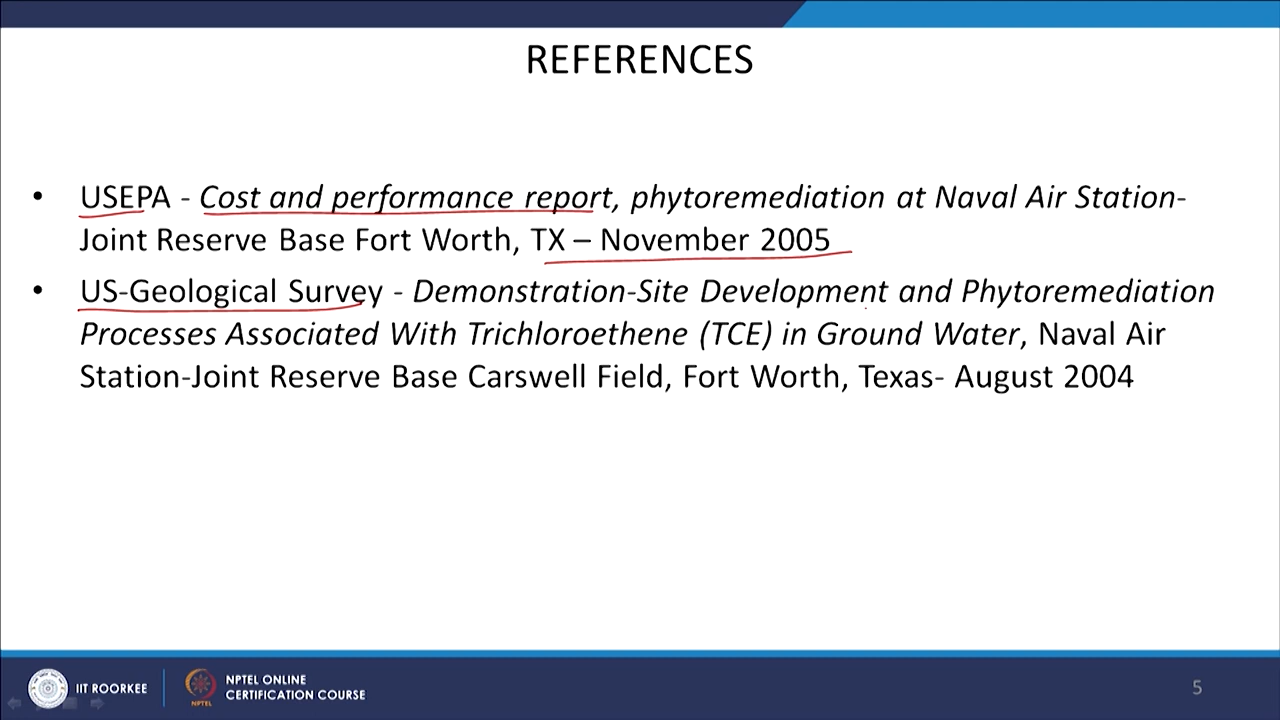 REFERENCES
• USEPA - Cost and performance report, phytoremediation at Naval Air Station-
Joint Reserve Base Fort Worth, TX – November 2005
• US-Geological Survey - Demonstration-Site Development and Phytoremediation
Processes Associated With Trichloroethene (TCE) in Ground Water, Naval Air
Station-Joint Reserve Base Carswell Field, Fort Worth, Texas- August 2004
IIT ROORKEE
NPTEL
NPTEL ONLINE
CERTIFICATION COURSE
5